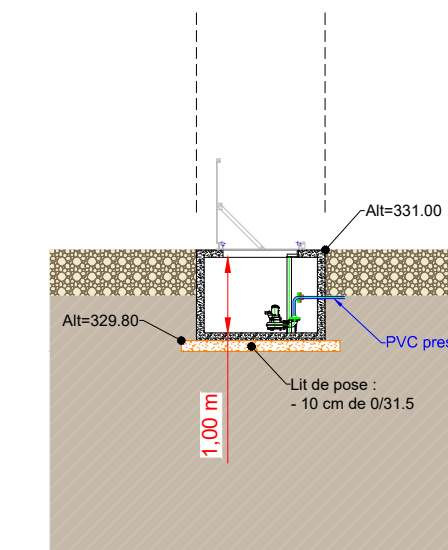 Alt=331.00
Alt=329.80
PVC pres
Lit de pose :
- 10 cm de 0/31.5
1,00 m